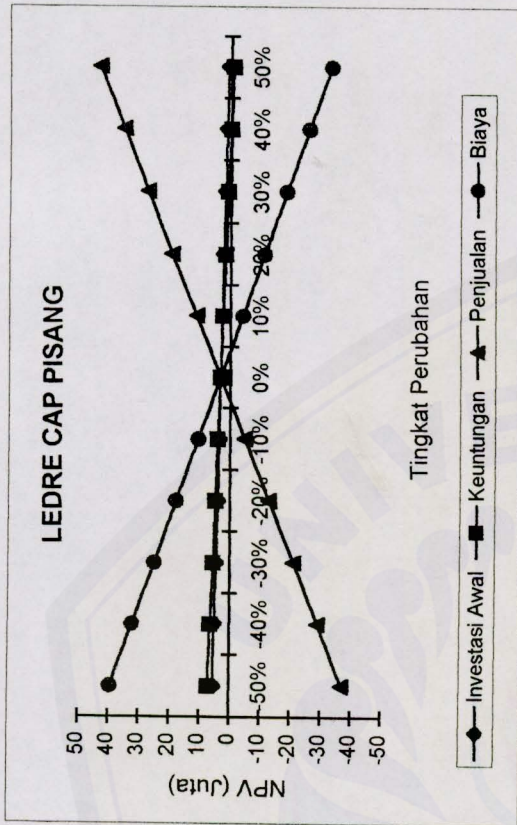 LEDRE CAP PISANG
NPV (Juta)
50
40
30
20
10
0
-10
-20
-30
-40
-50
-50% -40% -30% -20% -10% 0% 10% 20% 30% 40% 50%
Tingkat Perubahan
Investasi Awal Keuntungan Penjualan Biaya
UNIV